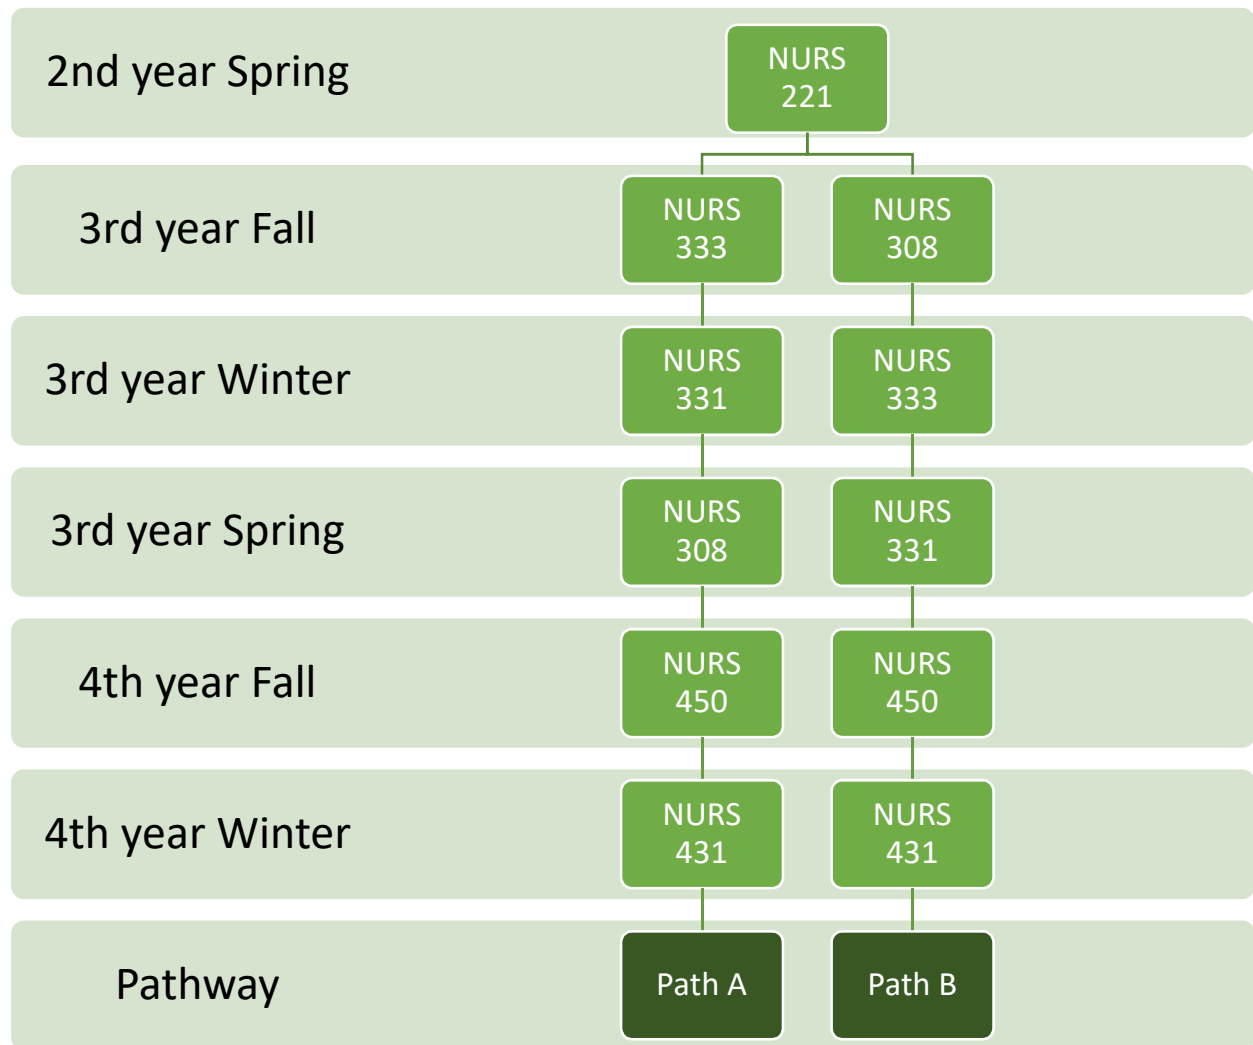 2nd year Spring
NURS
221
3rd year Fall
NURS
333
NURS
308
3rd year Winter
NURS
331
NURS
333
3rd year Spring
NURS
308
NURS
331
4th year Fall
NURS
450
NURS
450
4th year Winter
NURS
431
NURS
431
Pathway
Path A
Path B